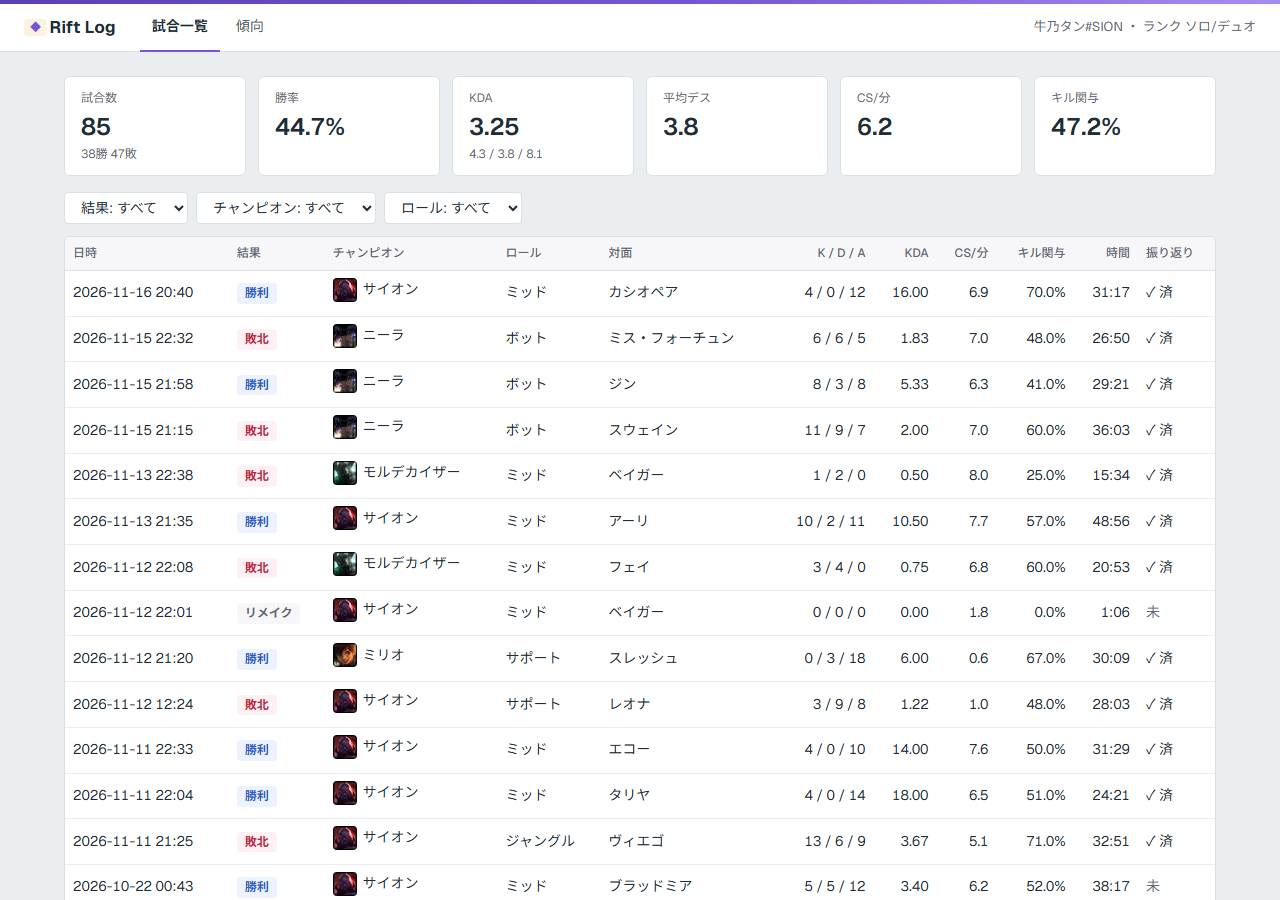 Rift Log 試合一覧 傾向 牛乃タン#SION ・ ランク ソロ/デュオ
試合数 勝率 KDA 平均デス CS/分 キル関与
85 44.7% 3.25 3.8 6.2 47.2%
38勝 47敗 4.3 / 3.8 / 8.1
結果: すべて チャンピオン: すべて ロール: すべて
日時 結果 チャンピオン ロール 対面 K / D / A KDA CS/分 キル関与 時間 振り返り
2026-11-16 20:40 勝利 サイオン ミッド カシオペア 4 / 0 / 12 16.00 6.9 70.0% 31:17 ✓ 済
2026-11-15 22:32 敗北 ニーラ ボット ミス・フォーチュン 6 / 6 / 5 1.83 7.0 48.0% 26:50 ✓ 済
2026-11-15 21:58 勝利 ニーラ ボット ジン 8 / 3 / 8 5.33 6.3 41.0% 29:21 ✓ 済
2026-11-15 21:15 敗北 ニーラ ボット スウェイン 11 / 9 / 7 2.00 7.0 60.0% 36:03 ✓ 済
2026-11-13 22:38 敗北 モルデカイザー ミッド ベイガー 1 / 2 / 0 0.50 8.0 25.0% 15:34 ✓ 済
2026-11-13 21:35 勝利 サイオン ミッド アーリ 10 / 2 / 11 10.50 7.7 57.0% 48:56 ✓ 済
2026-11-12 22:08 敗北 モルデカイザー ミッド フェイ 3 / 4 / 0 0.75 6.8 60.0% 20:53 ✓ 済
2026-11-12 22:01 リメイク サイオン ミッド ベイガー 0 / 0 / 0 0.00 1.8 0.0% 1:06 未
2026-11-12 21:20 勝利 ミリオ サポート スレッシュ 0 / 3 / 18 6.00 0.6 67.0% 30:09 ✓ 済
2026-11-12 12:24 敗北 サイオン サポート レオナ 3 / 9 / 8 1.22 1.0 48.0% 28:03 ✓ 済
2026-11-11 22:33 勝利 サイオン ミッド エコー 4 / 0 / 10 14.00 7.6 50.0% 31:29 ✓ 済
2026-11-11 22:04 勝利 サイオン ミッド タリヤ 4 / 0 / 14 18.00 6.5 51.0% 24:21 ✓ 済
2026-11-11 21:25 敗北 サイオン ジャングル ヴィエゴ 13 / 6 / 9 3.67 5.1 71.0% 32:51 ✓ 済
2026-10-22 00:43 勝利 サイオン ミッド ブラッドミア 5 / 5 / 12 3.40 6.2 52.0% 38:17 未